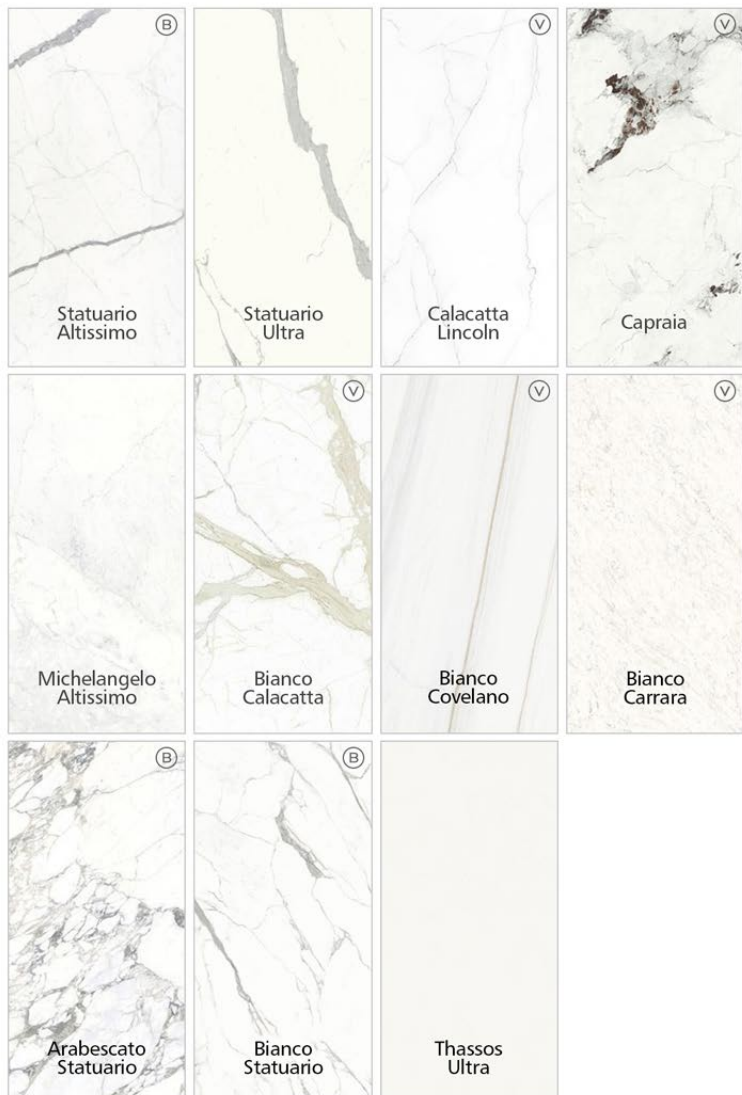 B
Statuario
Altissimo
Statuario
Ultra
V
Calacatta
Lincoln
V
Capraia
Michelangelo
Altissimo
V
Bianco
Calacatta
V
Bianco
Covelano
V
Bianco
Carrara
B
Arabescato
Statuario
B
Bianco
Statuario
Thassos
Ultra